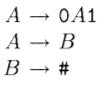 A → 0A1
A → B
B → #